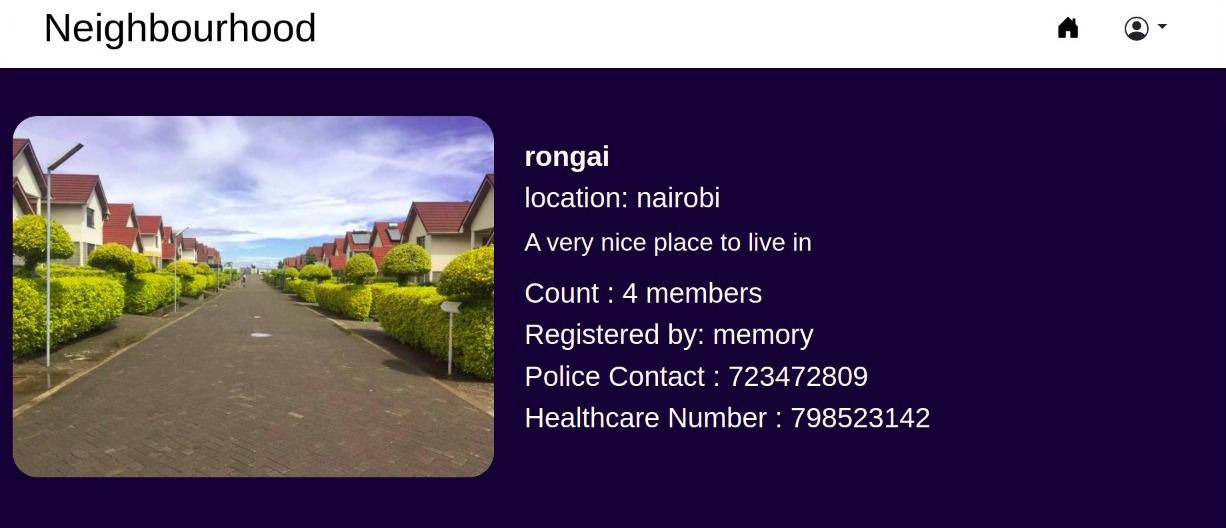 Neighbourhood
rongai
location: nairobi
A very nice place to live in
Count : 4 members
Registered by: memory
Police Contact : 723472809
Healthcare Number : 798523142